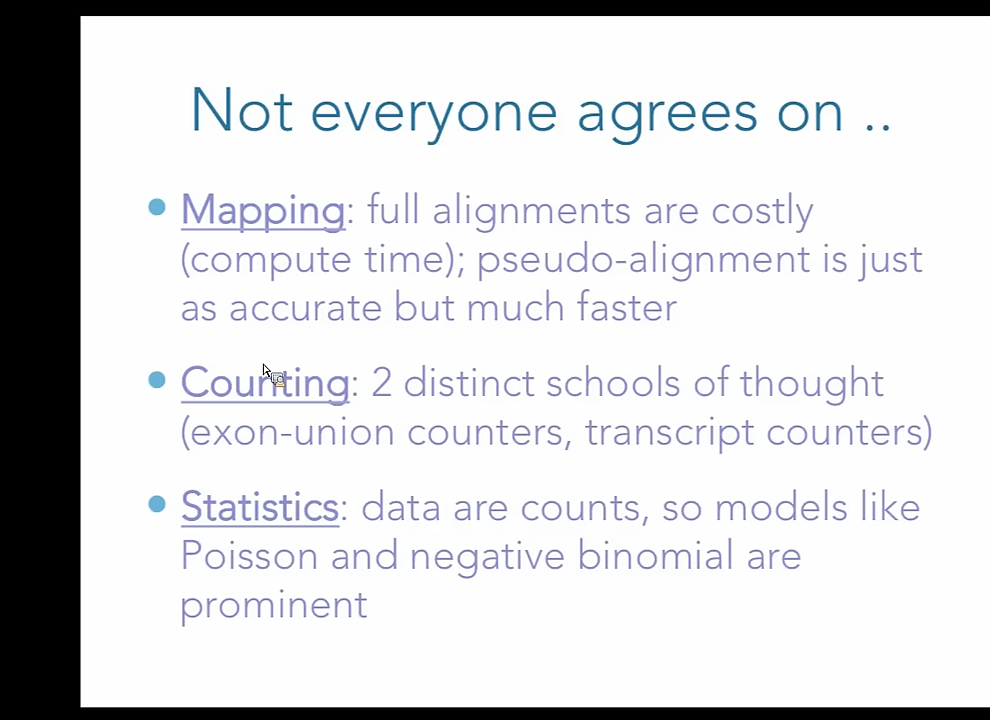 Not everyone agrees on ..
Mapping: full alignments are costly
(compute time); pseudo-alignment is just
as accurate but much faster
Counting: 2 distinct schools of thought
(exon-union counters, transcript counters)
Statistics: data are counts, so models like
Poisson and negative binomial are
prominent